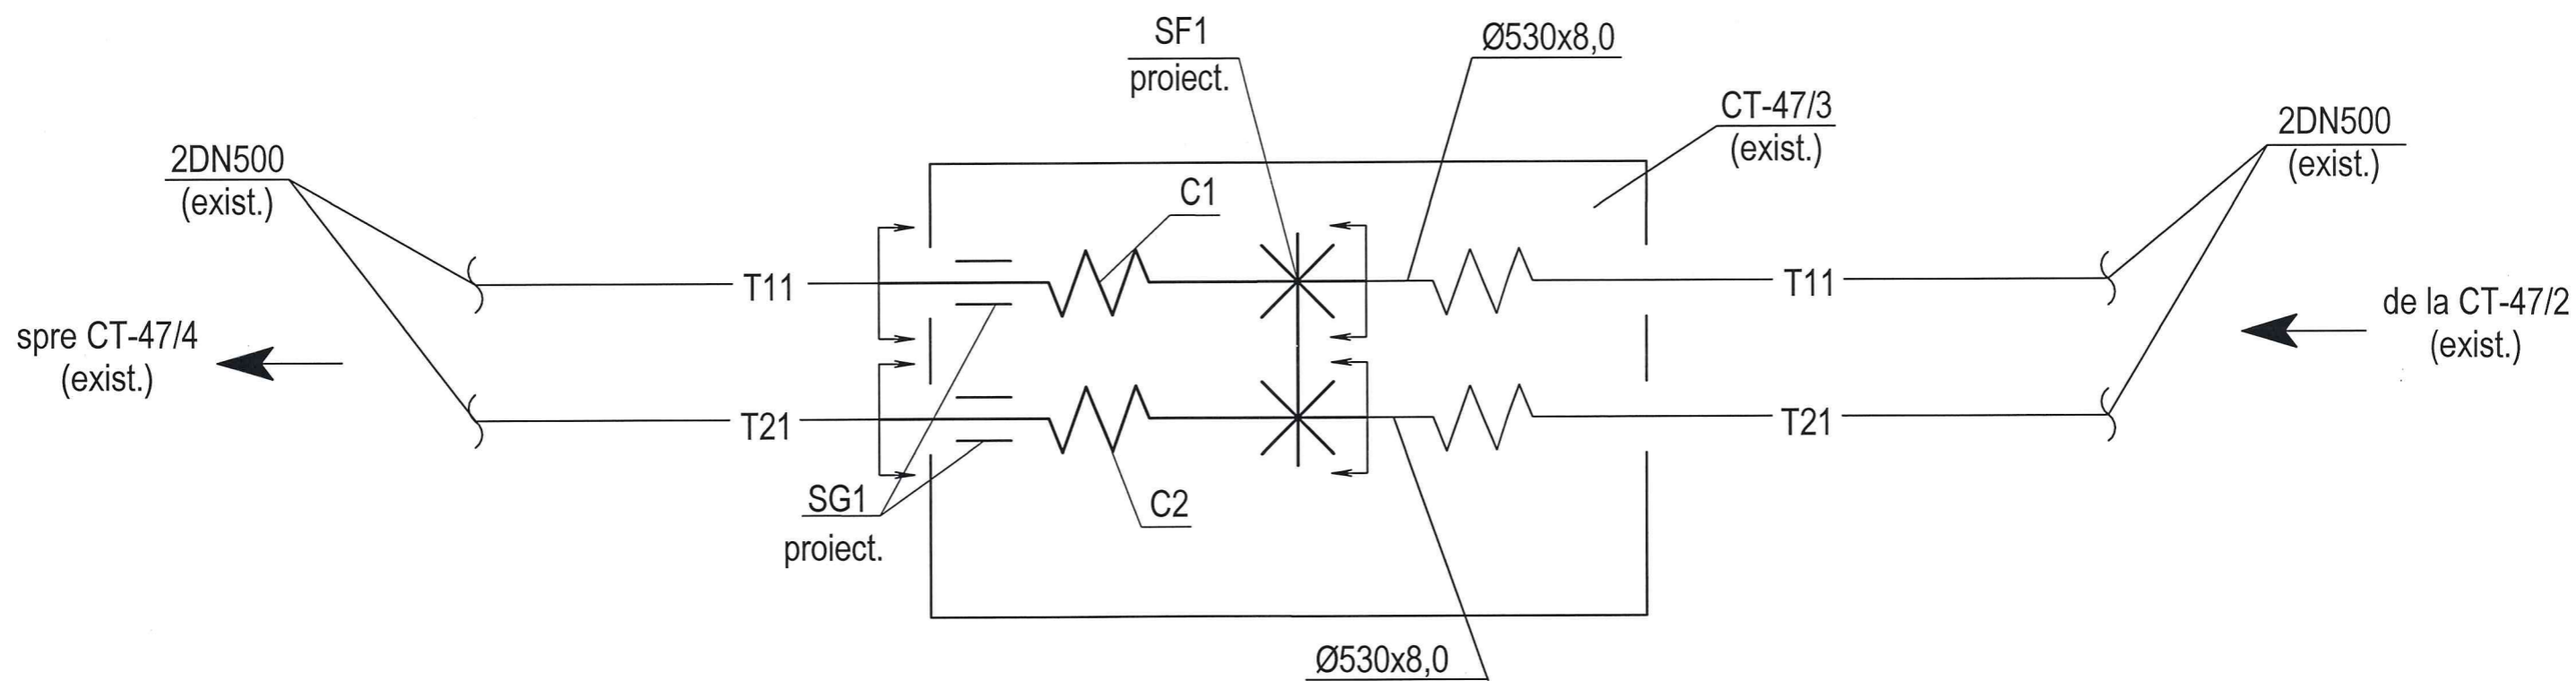 SF1
proiect.
Ø530x8,0
CT-47/3
(exist.)
2DN500
(exist.)
2DN500
(exist.)
C1
T11
T11
spre CT-47/4
(exist.)
de la CT-47/2
(exist.)
T21
T21
SG1
proiect.
C2
Ø530x8,0